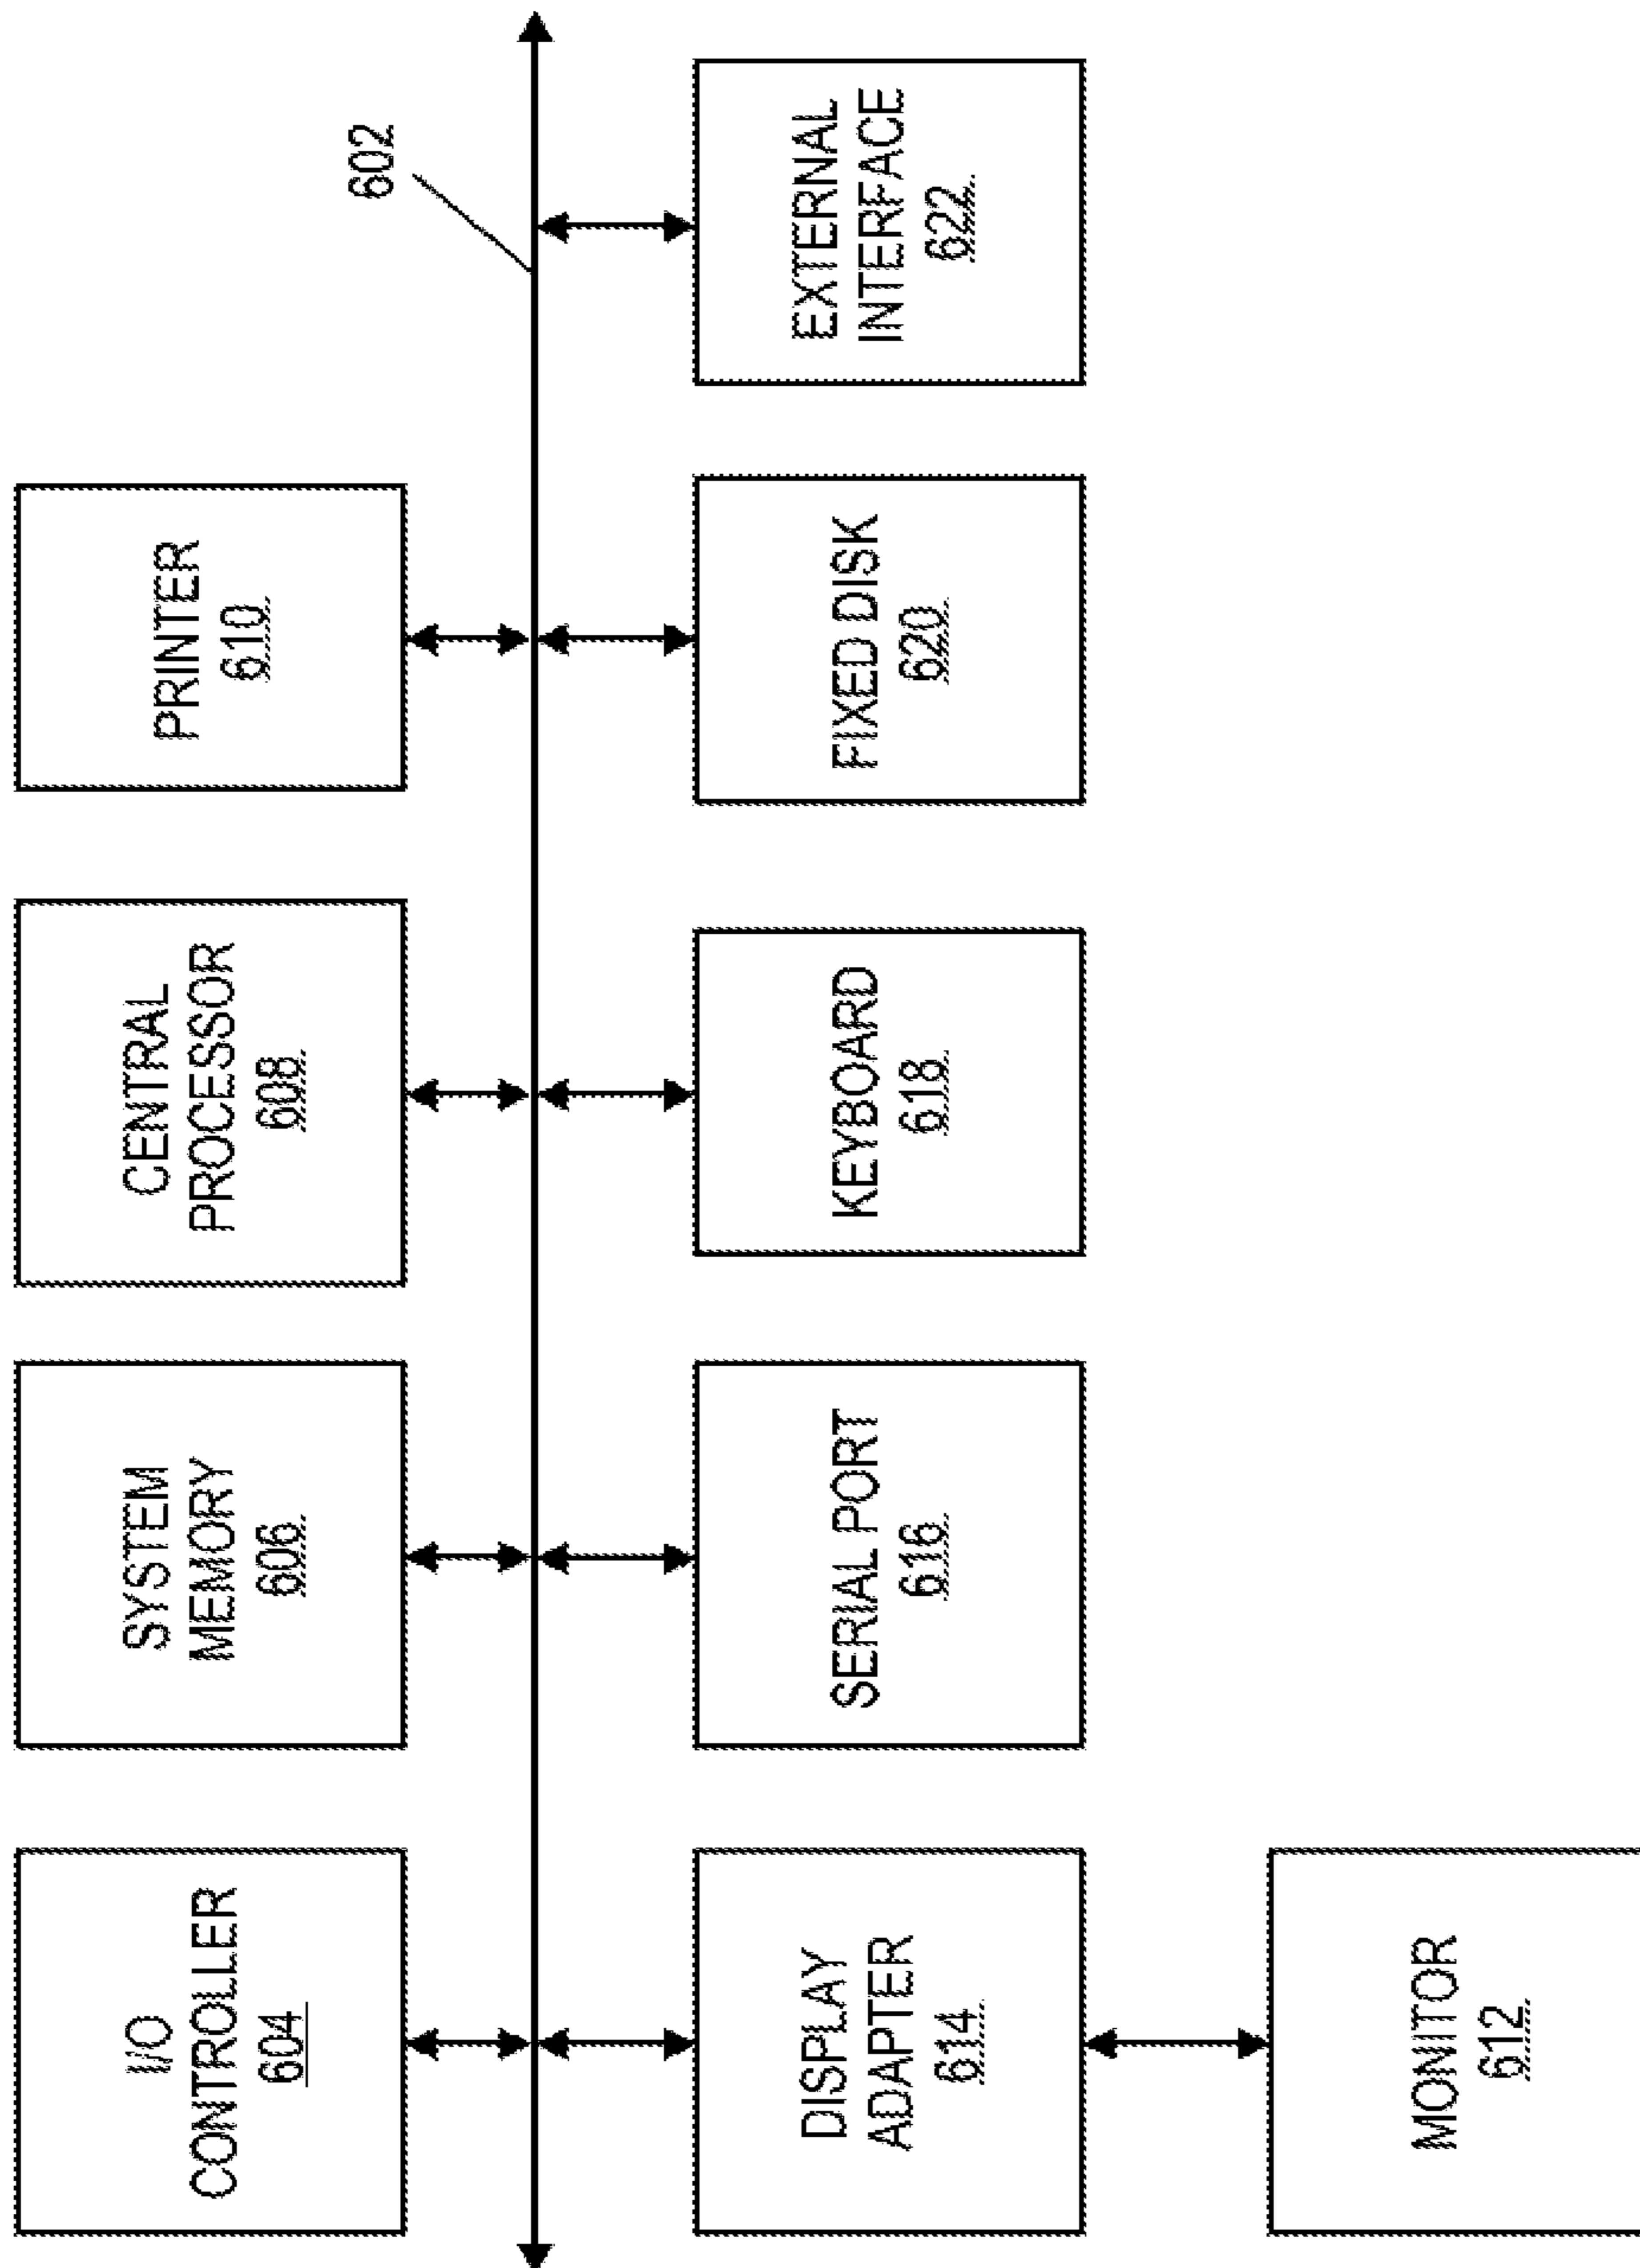 I/O
CONTROLLER
604
SYSTEM
MEMORY
606
CENTRAL
PROCESSOR
608
PRINTER
610
602
DISPLAY
ADAPTER
614
SERIAL PORT
616
KEYBOARD
618
FIXED DISK
620
EXTERNAL
INTERFACE
622
MONITOR
612